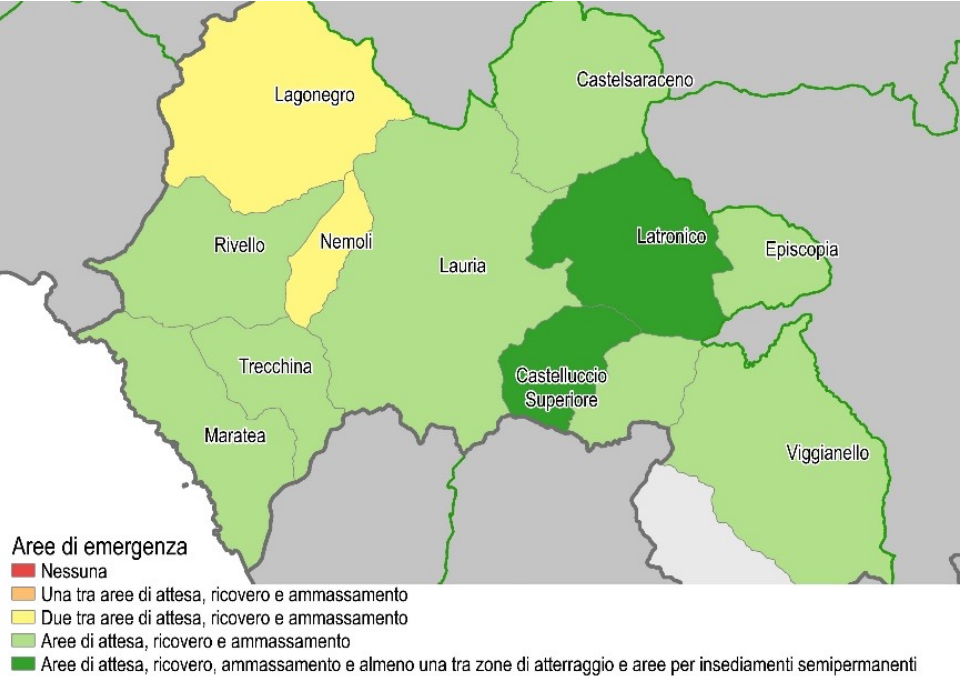 Lagonegro
Castelsaraceno
Rivello
Nemoli
Lauria
Latronico
Episcopia
Trecchina
Castelluccio
Superiore
Maratea
Viggianello
Aree di emergenza
Nessuna
Una tra aree di attesa, ricovero e ammassamento
Due tra aree di attesa, ricovero e ammassamento
Aree di attesa, ricovero e ammassamento
Aree di attesa, ricovero, ammassamento e almeno una tra zone di atterraggio e aree per insediamenti semipermanenti